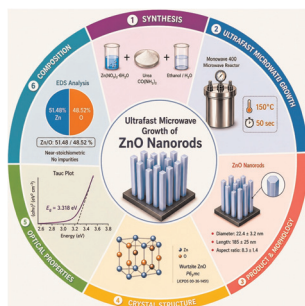 1 SYNTHESIS
Zn(NO₃)₂·6H₂O
Urea
CO(NH₂)₂
Ethanol / H₂O
2 ULTRAFAST MICROWATD GROWTH
Monowave 400
Microwave Reactor
150°C
50 sec
Ultrafast Microwave
Growth of
ZnO Nanorods
3 PRODUCT & MOPHOLOGY
ZnO Nanorods
• Diameter: 22.4 ± 3.2 nm
• Length: 185 ± 25 nm
• Aspect ratio: 8.3 ± 1.4
4 CRYSTAL STRUCTURE
Zn
O
Wurtzite ZnO
5 OPTICAL PROPERTIES
Tauc Plot
Eg = 3.318 eV
Energy (eV)
6 COMPOSITION
EDS Analysis
51.48%
Zn
48.52%
O
Zn/O: 51.48 / 48.52 %
Near-stoichiometric
No impurities